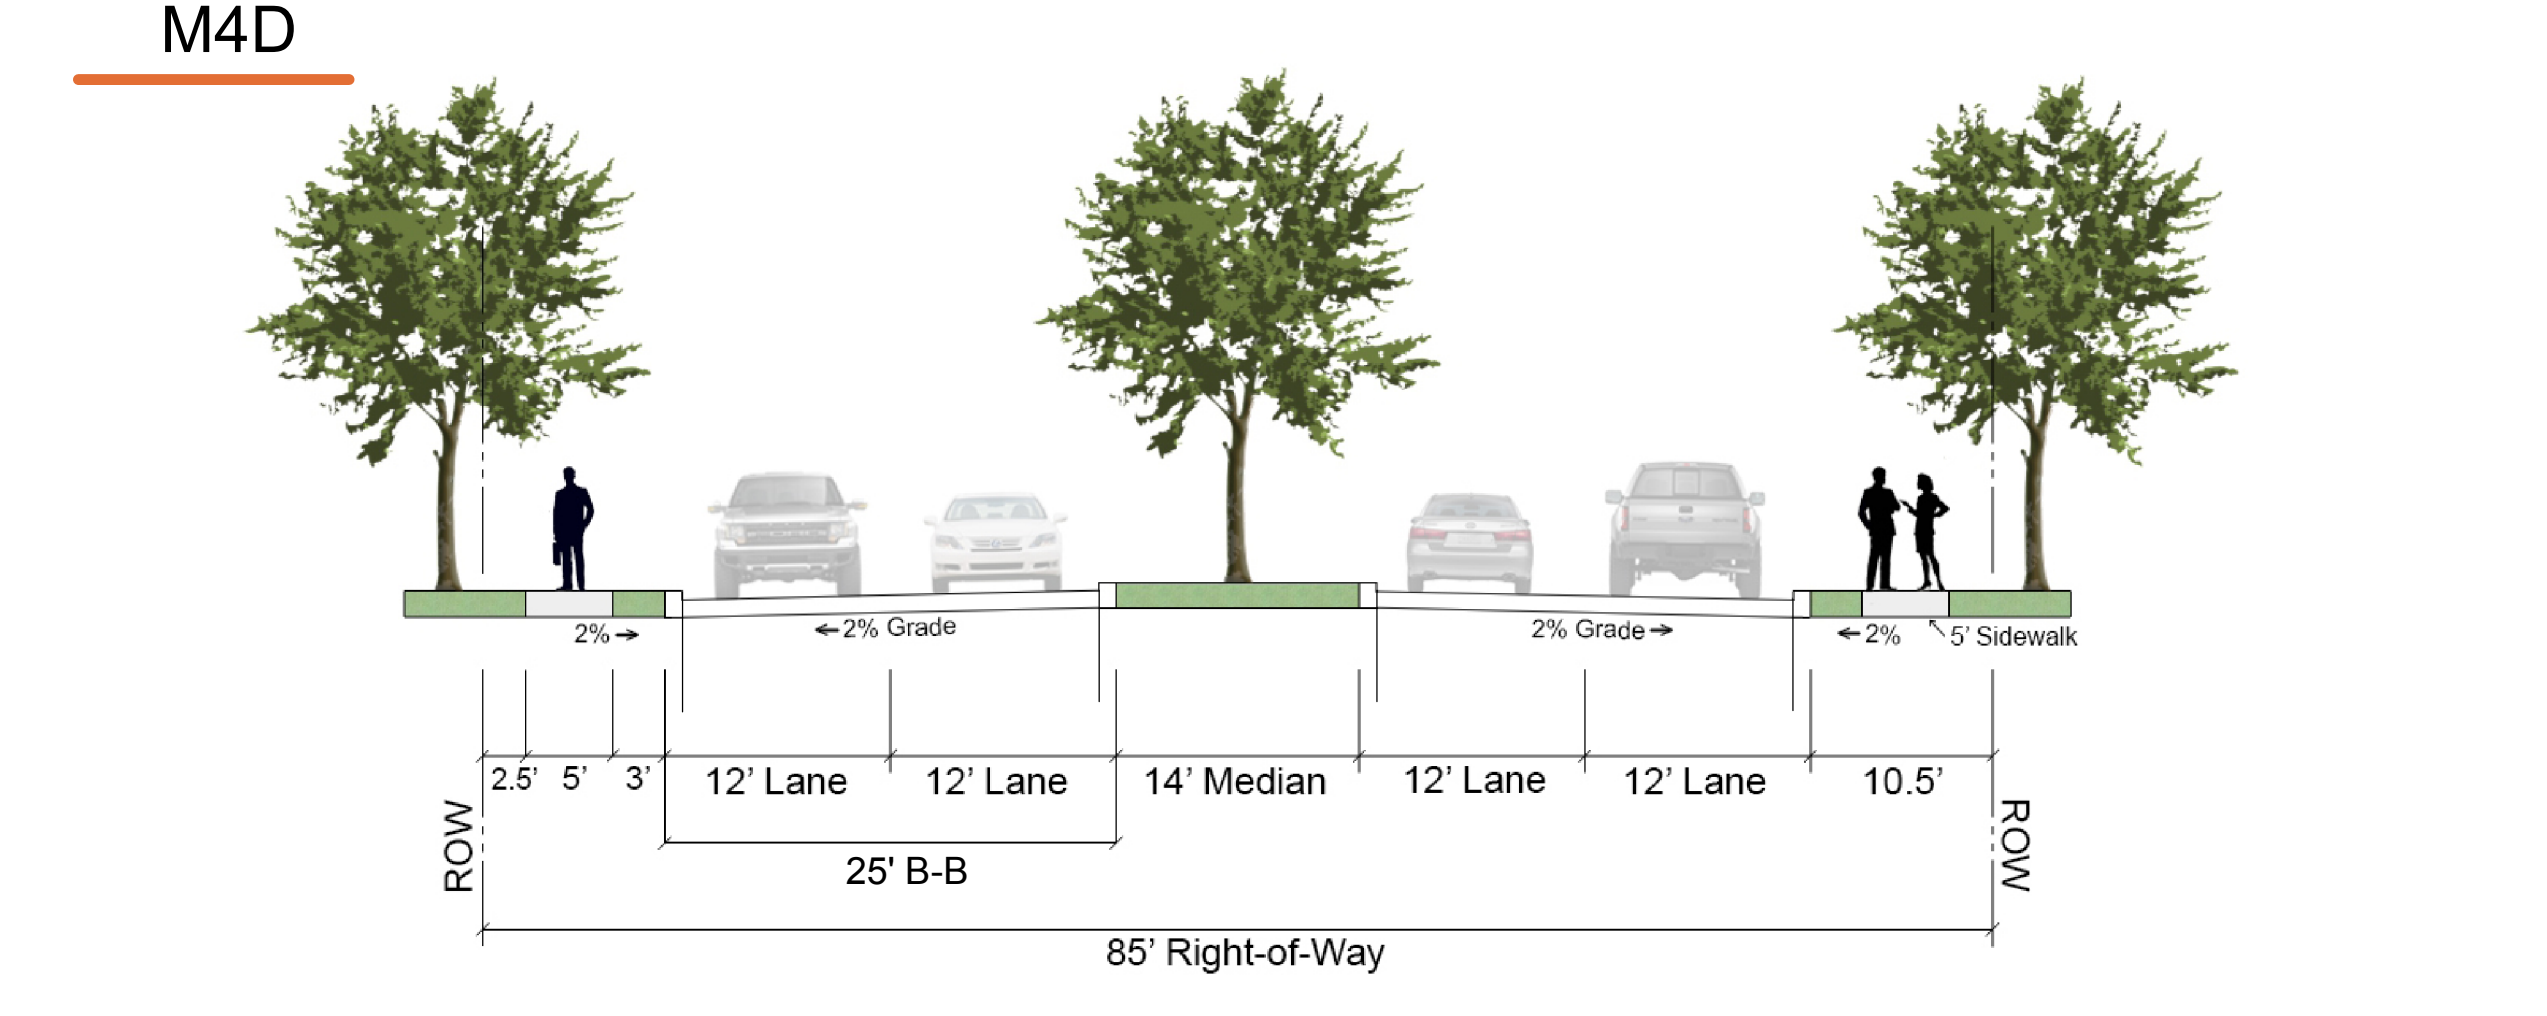 M4D
2% →
←2% Grade
2% Grade→
←2%
5’ Sidewalk
2.5’
5’
3’
12’ Lane
12’ Lane
14’ Median
12’ Lane
12’ Lane
10.5’
ROW
ROW
25' B-B
85’ Right-of-Way